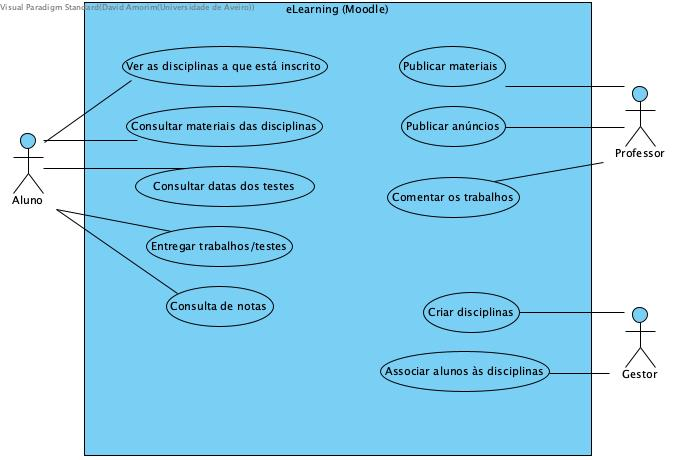 Visual Paradigm Standard(David Amorim(Universidade de Aveiro))
eLearning (Moodle)
Ver as disciplinas a que está inscrito
Consultar materiais das disciplinas
Consultar datas dos testes
Entregar trabalhos/testes
Consulta de notas
Aluno
Publicar materiais
Publicar anúncios
Comentar os trabalhos
Professor
Criar disciplinas
Associar alunos às disciplinas
Gestor